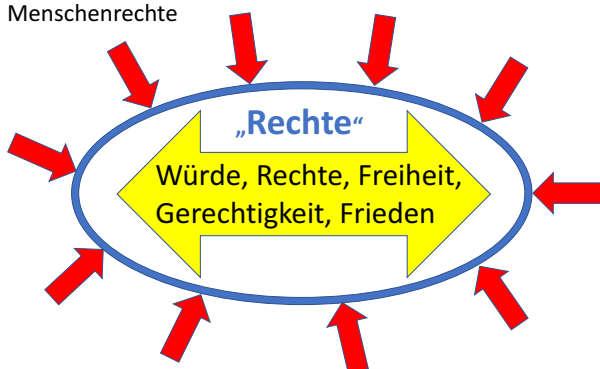 Menschenrechte
„Rechte“
Würde, Rechte, Freiheit,
Gerechtigkeit, Frieden